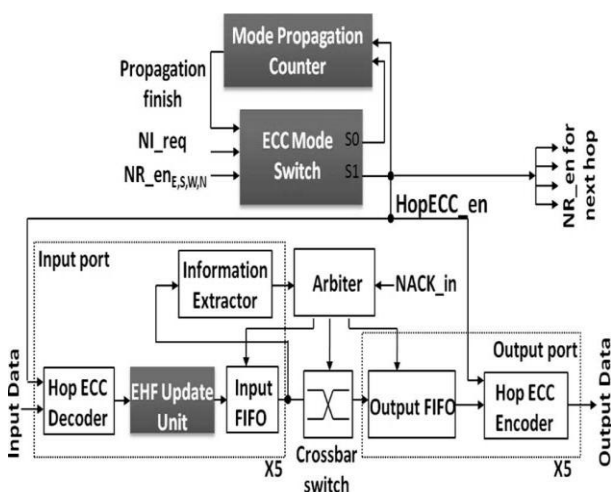 Mode Propagation
Counter
Propagation
finish
NI_req
NR_enE,S,W,N
ECC Mode
Switch
S0
S1
NR_en for
next hop
HopECC_en
Input port
Information
Extractor
Arbiter
NACK_in
Output port
Input Data
Hop ECC
Decoder
EHF Update
Unit
Input
FIFO
Crossbar
switch
Output FIFO
Hop ECC
Encoder
Output Data
X5
X5